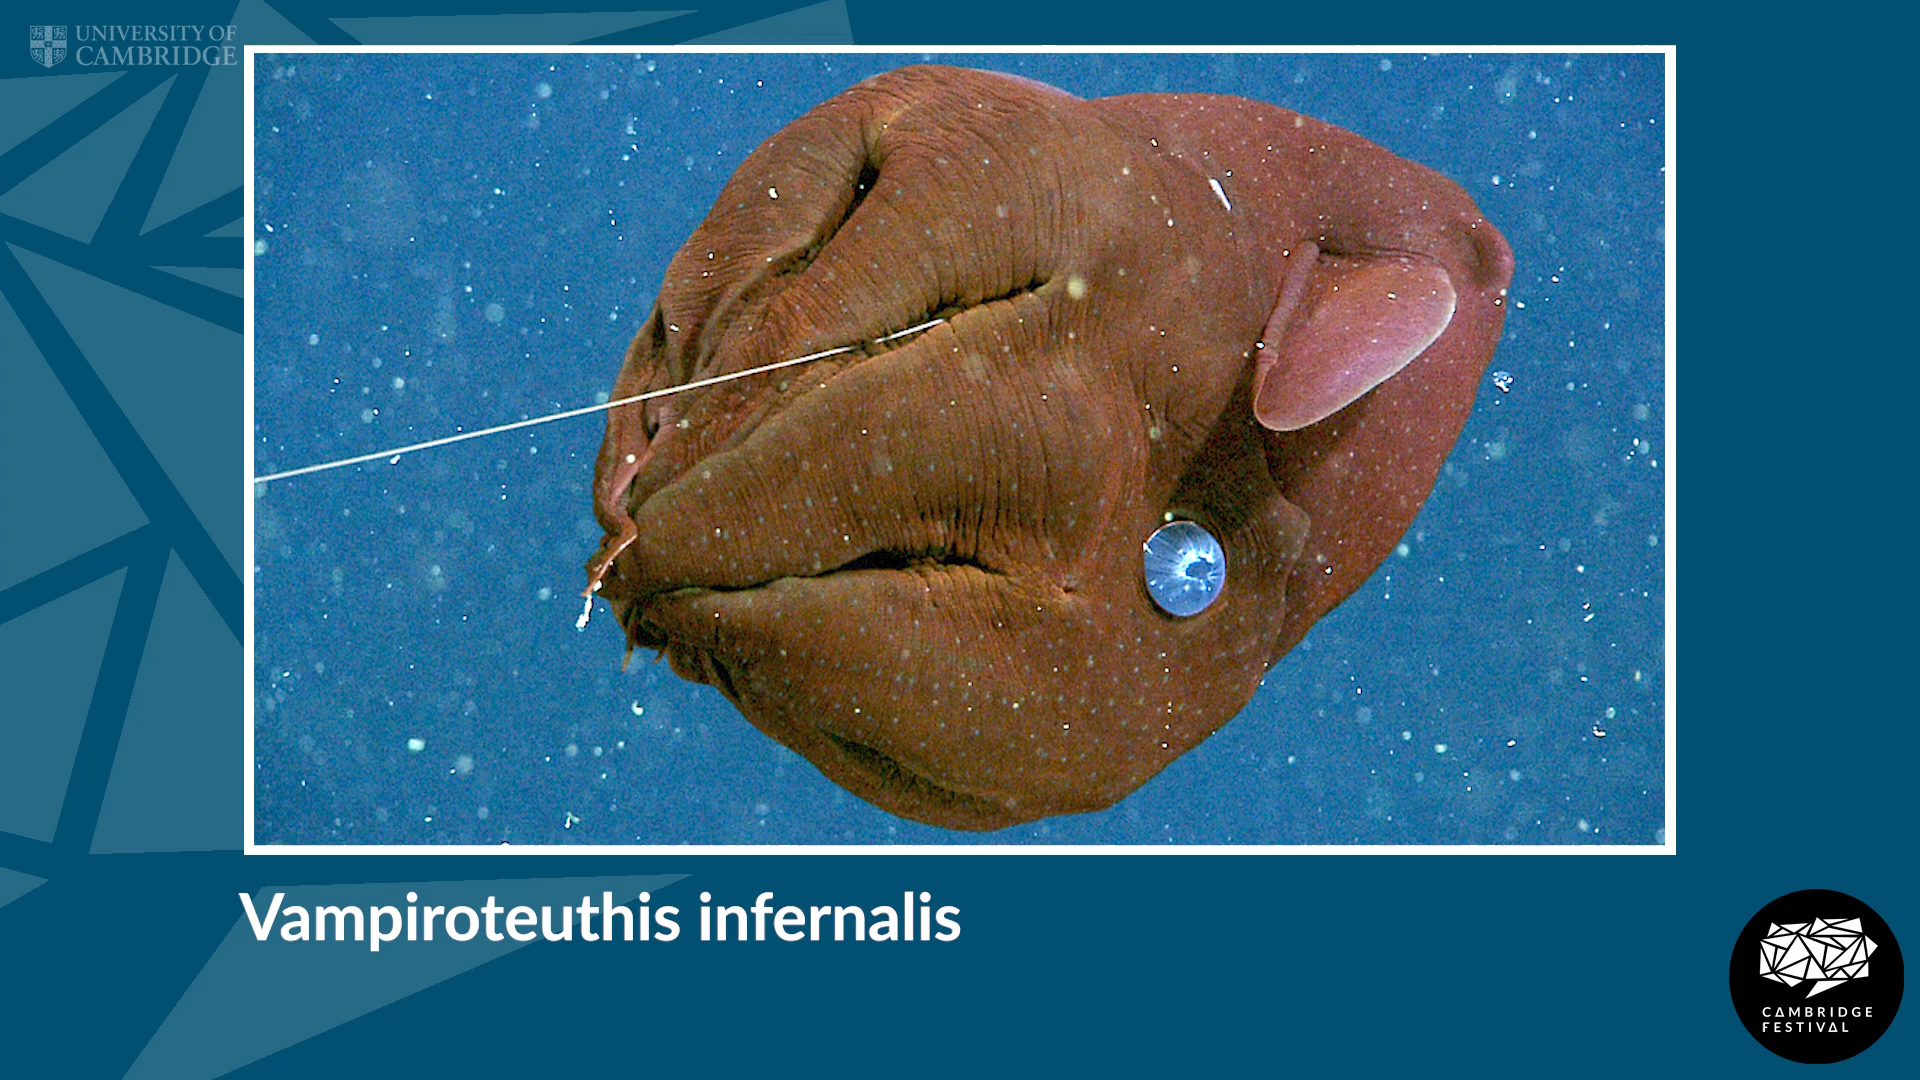 UNIVERSITY OF
CAMBRIDGE
Vampiroteuthis infernalis
CAMBRIDGE
FESTIVAL